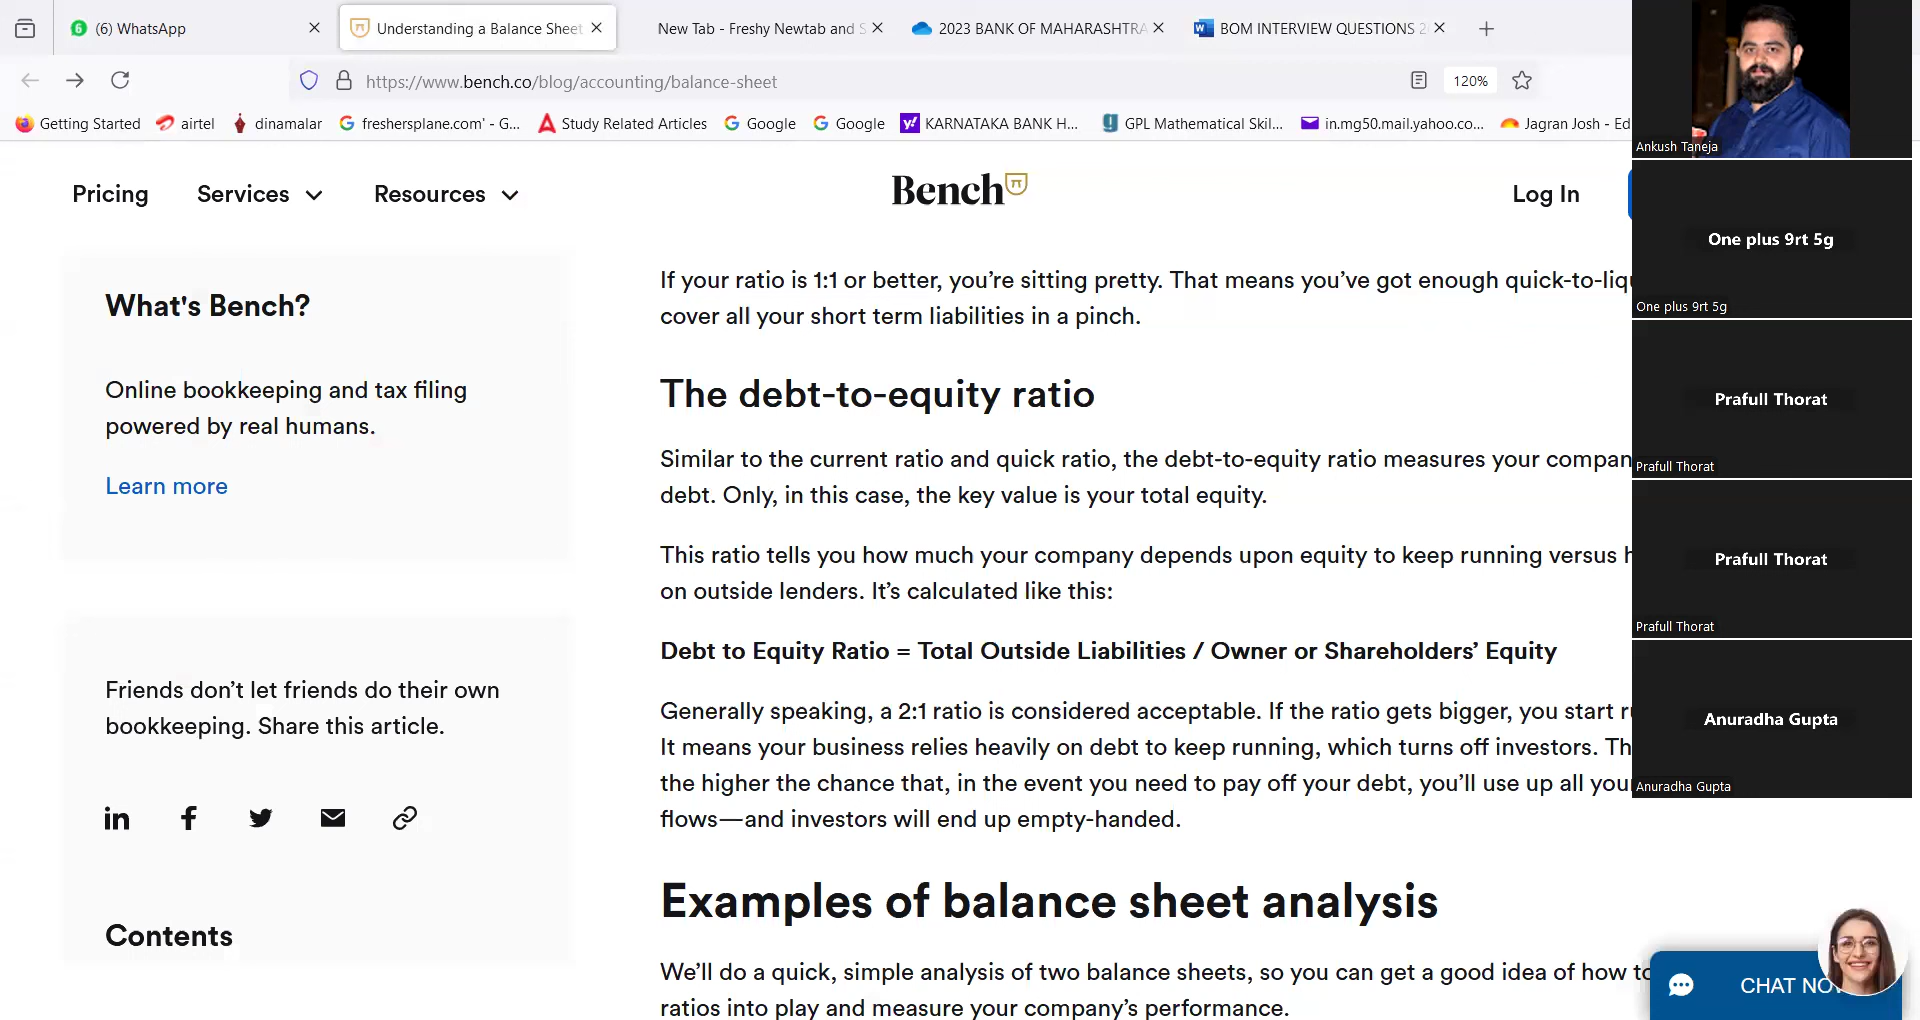 (6) WhatsApp
Understanding a Balance Sheet
New Tab - Freshy Newtab and S
2023 BANK OF MAHARASHTRA
BOM INTERVIEW QUESTIONS 2
https://www.bench.co/blog/accounting/balance-sheet
120%
Getting Started
airtel
dinamalar
freshersplane.com' - G...
Study Related Articles
Google
Google
KARNATAKA BANK H...
GPL Mathematical Skil...
in.mg50.mail.yahoo.co...
Jagran Josh - Ed
Pricing
Services
Resources
Bench
Log In
What's Bench?
Online bookkeeping and tax filing
powered by real humans.
Learn more
Friends don’t let friends do their own
bookkeeping. Share this article.
Contents
If your ratio is 1:1 or better, you’re sitting pretty. That means you’ve got enough quick-to-liqu
cover all your short term liabilities in a pinch.
The debt-to-equity ratio
Similar to the current ratio and quick ratio, the debt-to-equity ratio measures your compan
debt. Only, in this case, the key value is your total equity.
This ratio tells you how much your company depends upon equity to keep running versus h
on outside lenders. It’s calculated like this:
Debt to Equity Ratio = Total Outside Liabilities / Owner or Shareholders’ Equity
Generally speaking, a 2:1 ratio is considered acceptable. If the ratio gets bigger, you start r
It means your business relies heavily on debt to keep running, which turns off investors. Th
the higher the chance that, in the event you need to pay off your debt, you’ll use up all you
flows—and investors will end up empty-handed.
Examples of balance sheet analysis
We’ll do a quick, simple analysis of two balance sheets, so you can get a good idea of how to
ratios into play and measure your company’s performance.
Ankush Taneja
One plus 9rt 5g
One plus 9rt 5g
Prafull Thorat
Prafull Thorat
Prafull Thorat
Prafull Thorat
Anuradha Gupta
Anuradha Gupta
CHAT NO